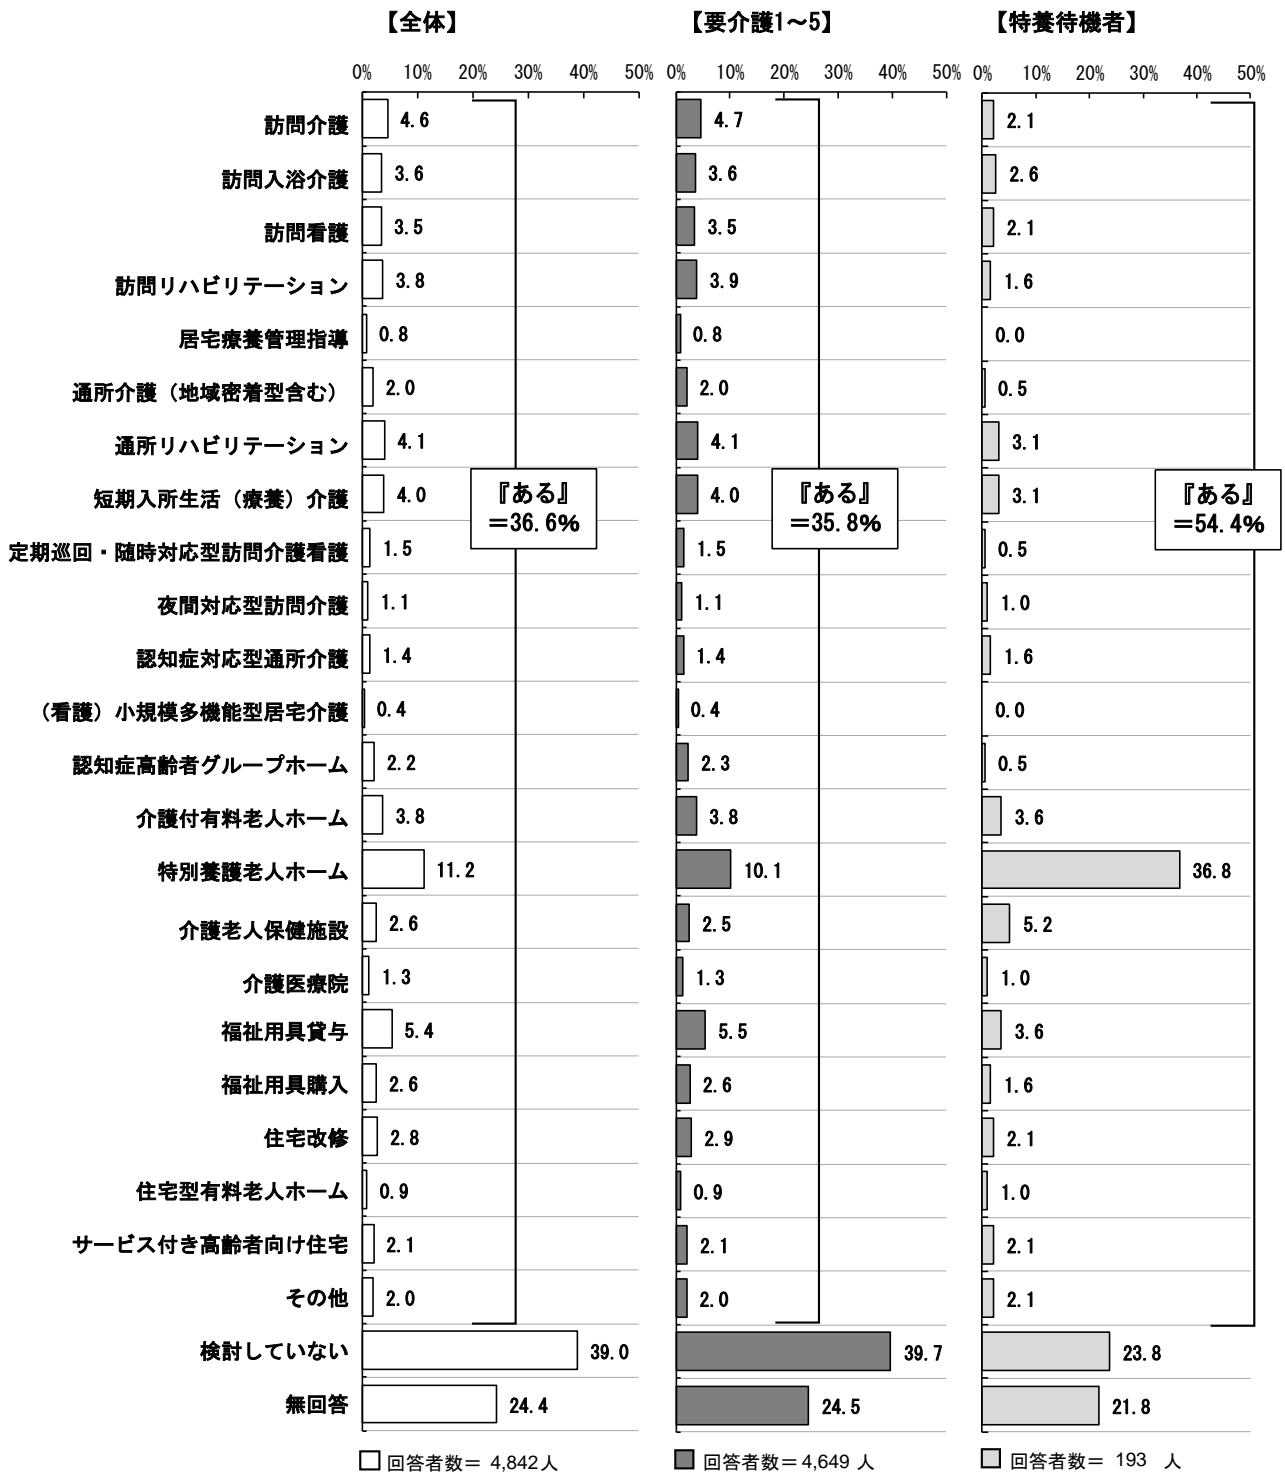 【全体】 【要介護1～5】 【特養待機者】
0% 10% 20% 30% 40% 50% 0% 10% 20% 30% 40% 50% 0% 10% 20% 30% 40% 50%
訪問介護 4.6 4.7 2.1
訪問入浴介護 3.6 3.6 2.6
訪問看護 3.5 3.5 2.1
訪問リハビリテーション 3.8 3.9 1.6
居宅療養管理指導 0.8 0.8 0.0
通所介護（地域密着型含む） 2.0 2.0 0.5
通所リハビリテーション 4.1 4.1 3.1
短期入所生活（療養）介護 4.0 4.0 3.1
『ある』 『ある』 『ある』
＝36.6% ＝35.8% ＝54.4%
定期巡回・随時対応型訪問介護看護 1.5 1.5 0.5
夜間対応型訪問介護 1.1 1.1 1.0
認知症対応型通所介護 1.4 1.4 1.6
（看護）小規模多機能型居宅介護 0.4 0.4 0.0
認知症高齢者グループホーム 2.2 2.3 0.5
介護付有料老人ホーム 3.8 3.8 3.6
特別養護老人ホーム 11.2 10.1 36.8
介護老人保健施設 2.6 2.5 5.2
介護医療院 1.3 1.3 1.0
福祉用具貸与 5.4 5.5 3.6
福祉用具購入 2.6 2.6 1.6
住宅改修 2.8 2.9 2.1
住宅型有料老人ホーム 0.9 0.9 1.0
サービス付き高齢者向け住宅 2.1 2.1 2.1
その他 2.0 2.0 2.1
検討していない 39.0 39.7 23.8
無回答 24.4 24.5 21.8
回答者数＝ 4,842人 回答者数＝4,649 人 回答者数＝ 193 人